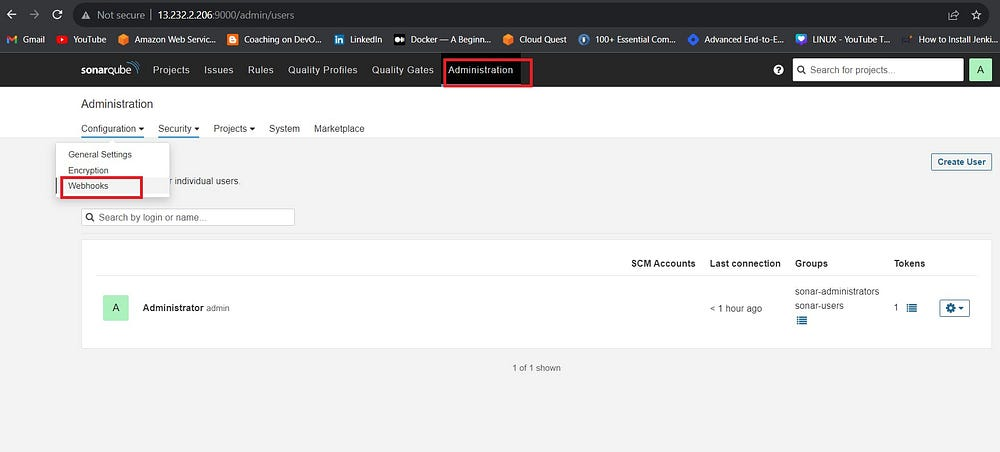 Not secure 13.232.2.206:9000/admin/users
Gmail YouTube Amazon Web Servic... Coaching on DevO... LinkedIn Docker — A Beginn... Cloud Quest 100+ Essential Com... Advanced End-to-E... LINUX - YouTube T... How to Install Jenki...
sonarqube Projects Issues Rules Quality Profiles Quality Gates Administration ? Search for projects... A
Administration
Configuration Security Projects System Marketplace
General Settings
Encryption
Create User
individual users.
Webhooks
Search by login or name...
SCM Accounts Last connection Groups Tokens
sonar-administrators
A Administrator admin < 1 hour ago sonar-users 1
1 of 1 shown